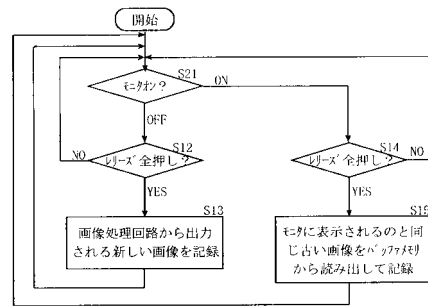 開始
S21
ﾓﾆﾀｵﾝ?
ON
OFF
S12
ﾚﾘｰｽﾞ全押し?
NO
YES
S14
ﾚﾘｰｽﾞ全押し?
NO
YES
S13
画像処理回路から出力
される新しい画像を記録
S15
ﾓﾆﾀに表示されるのと同
じ古い画像をﾊﾞｯﾌｧﾒﾓﾘ
から読み出して記録